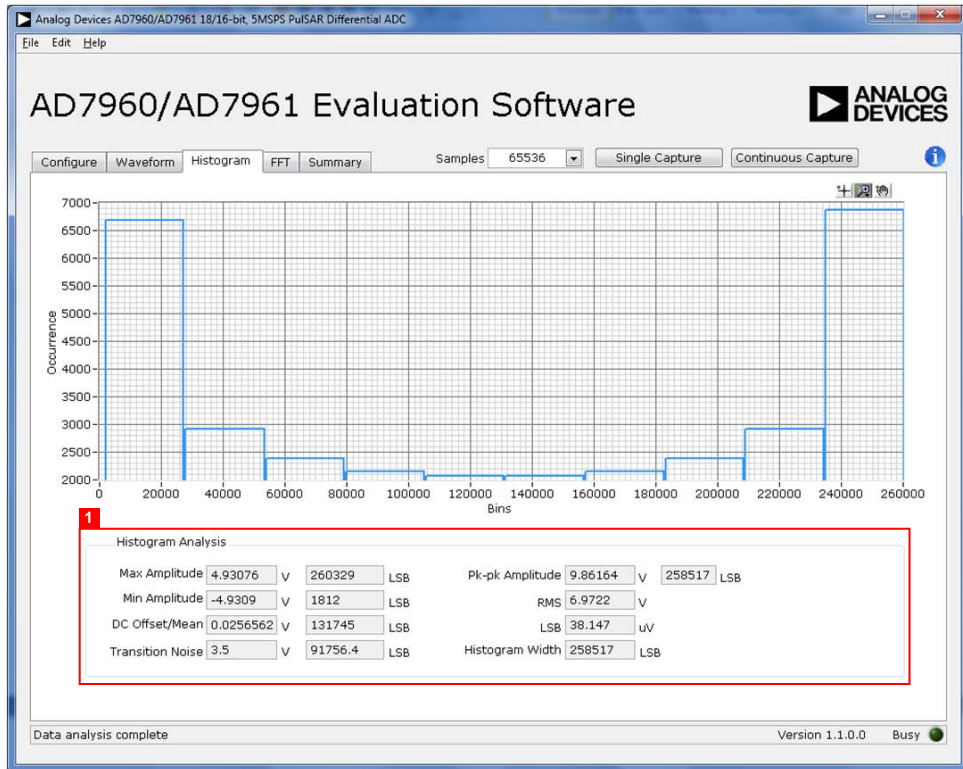 Analog Devices AD7960/AD7961 18/16-bit, 5MSPS PulSAR Differential ADC
File Edit Help
AD7960/AD7961 Evaluation Software
ANALOG
DEVICES
Configure Waveform Histogram FFT Summary Samples 65536 Single Capture Continuous Capture i
7000
6500
6000
5500
5000
4500
4000
3500
3000
2500
2000
Occurrence
0 20000 40000 60000 80000 100000 120000 140000 160000 180000 200000 220000 240000 260000
Bins
1
Histogram Analysis
Max Amplitude 4.93076 V 260329 LSB Pk-pk Amplitude 9.86164 V 258517 LSB
Min Amplitude -4.9309 V 1812 LSB RMS 6.9722 V
DC Offset/Mean 0.0256562 V 131745 LSB LSB 38.147 uV
Transition Noise 3.5 V 91756.4 LSB Histogram Width 258517 LSB
Data analysis complete Version 1.1.0.0 Busy